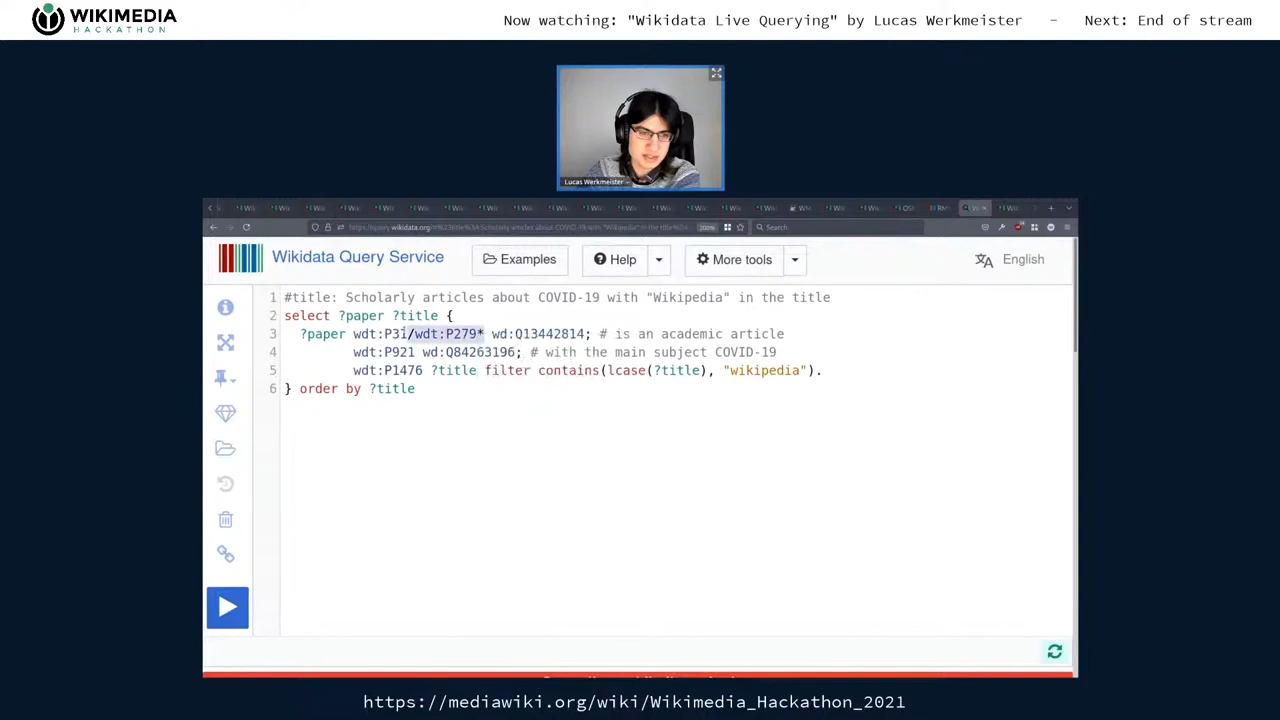 WIKIMEDIA
HACKATHON
Now watching: "Wikidata Live Querying" by Lucas Werkmeister - Next: End of stream
Lucas Werkmeister
200%
Search
Wikidata Query Service
Examples
Help
More tools
English
1 #title: Scholarly articles about COVID-19 with "Wikipedia" in the title
2 select ?paper ?title {
3 ?paper wdt:P31/wdt:P279* wd:Q13442814; # is an academic article
4 wdt:P921 wd:Q84263196; # with the main subject COVID-19
5 wdt:P1476 ?title filter contains(lcase(?title), "wikipedia").
6 } order by ?title
https://mediawiki.org/wiki/Wikimedia_Hackathon_2021